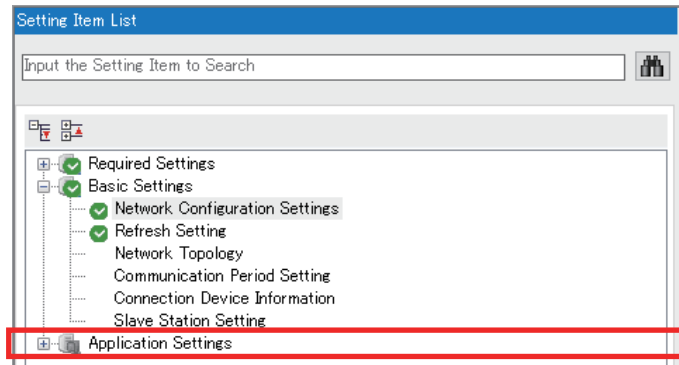 Setting Item List
Input the Setting Item to Search
Required Settings
Basic Settings
Network Configuration Settings
Refresh Setting
Network Topology
Communication Period Setting
Connection Device Information
Slave Station Setting
Application Settings